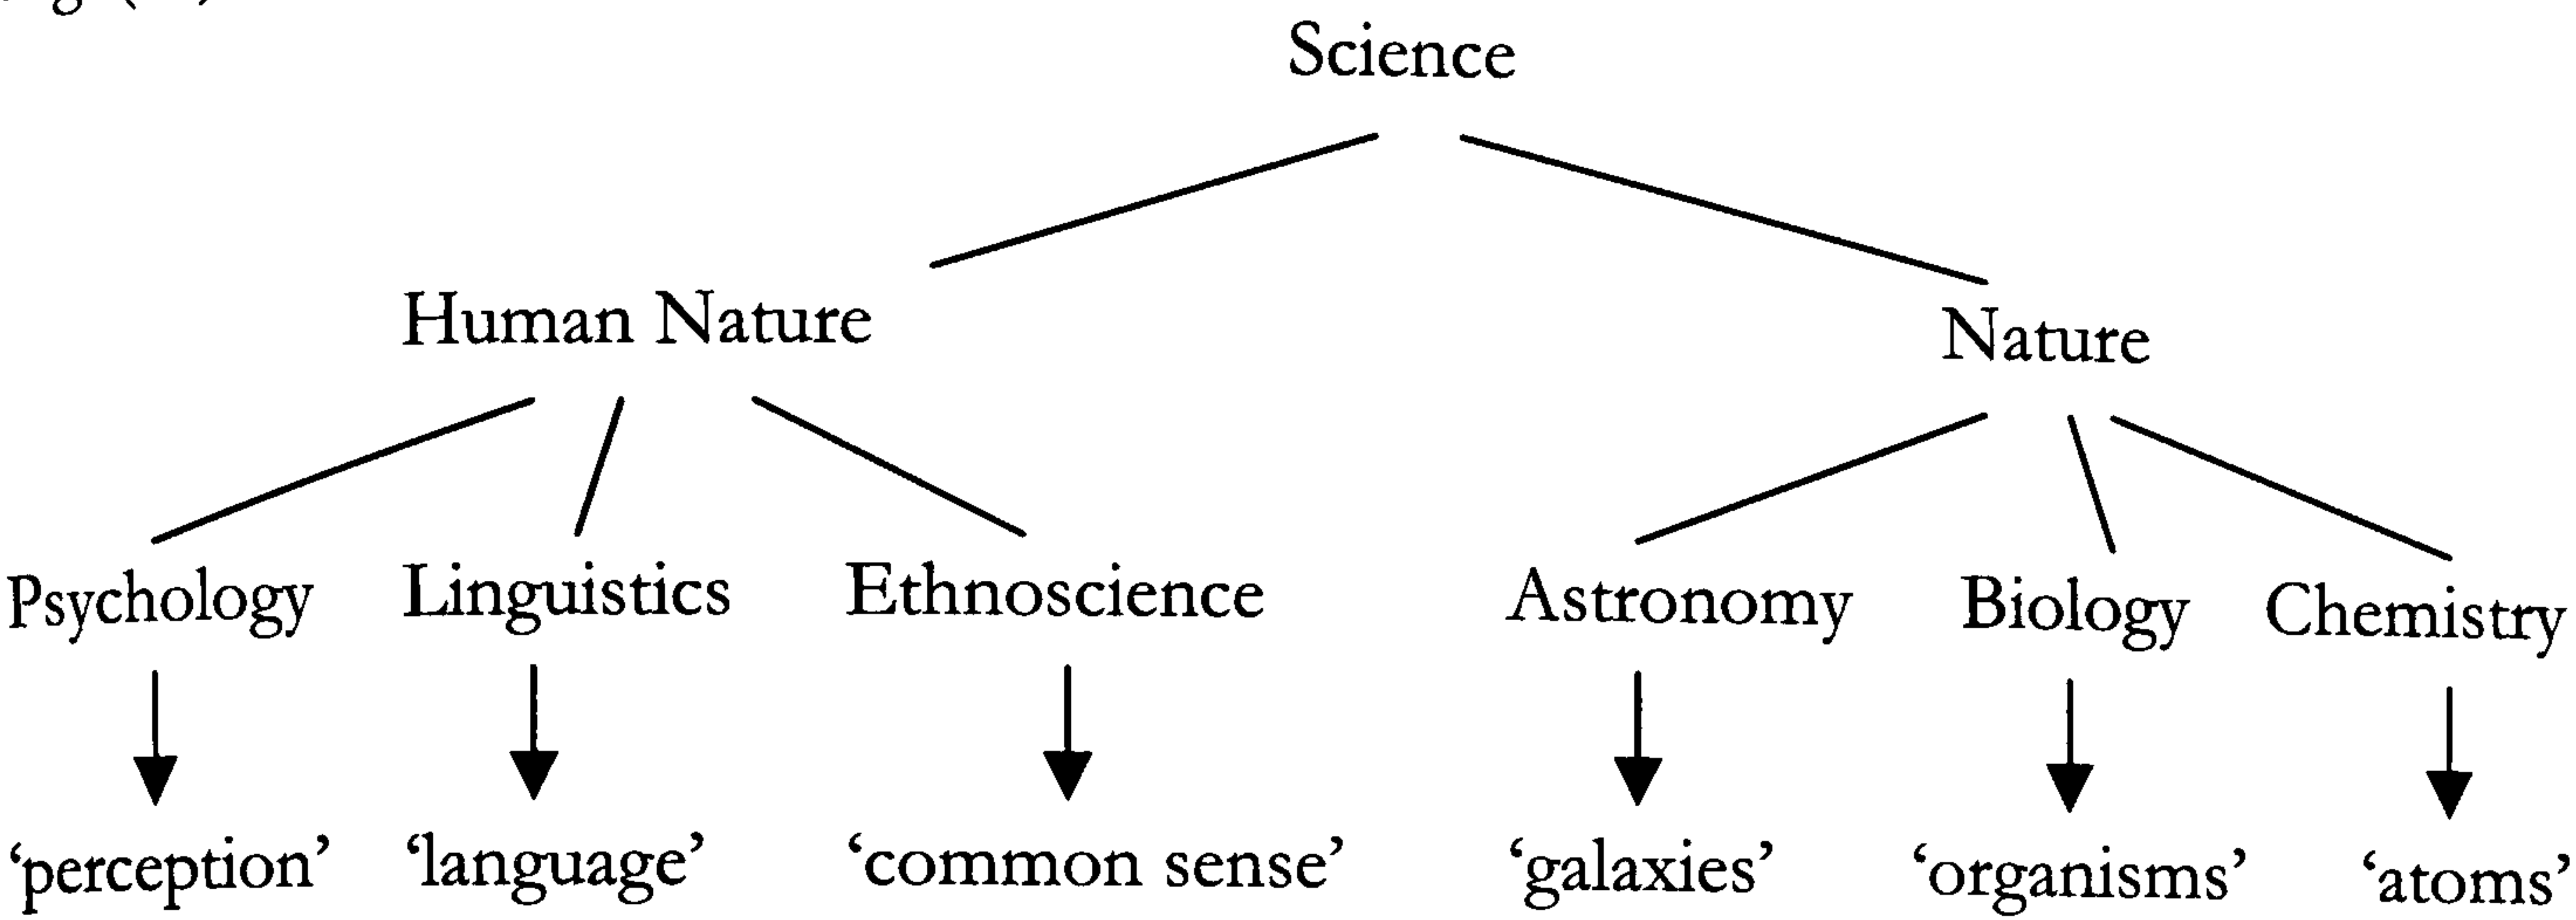 Science
Human Nature
Nature
Psychology Linguistics Ethnoscience Astronomy Biology Chemistry
‘perception’ ‘language’ ‘common sense’ ‘galaxies’ ‘organisms’ ‘atoms’